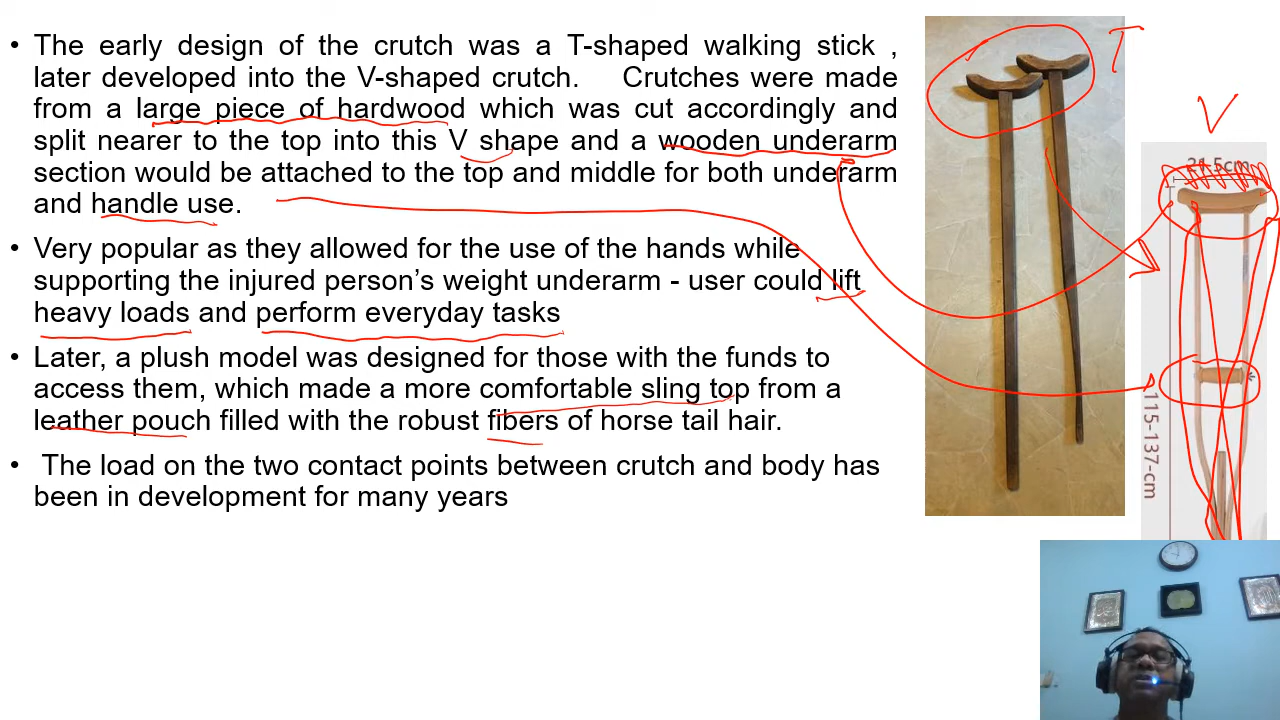 • The early design of the crutch was a T-shaped walking stick ,
later developed into the V-shaped crutch. Crutches were made
from a large piece of hardwood which was cut accordingly and
split nearer to the top into this V shape and a wooden underarm
section would be attached to the top and middle for both underarm
and handle use.
• Very popular as they allowed for the use of the hands while
supporting the injured person’s weight underarm - user could lift
heavy loads and perform everyday tasks
• Later, a plush model was designed for those with the funds to
access them, which made a more comfortable sling top from a
leather pouch filled with the robust fibers of horse tail hair.
• The load on the two contact points between crutch and body has
been in development for many years
T
V
115-137-cm